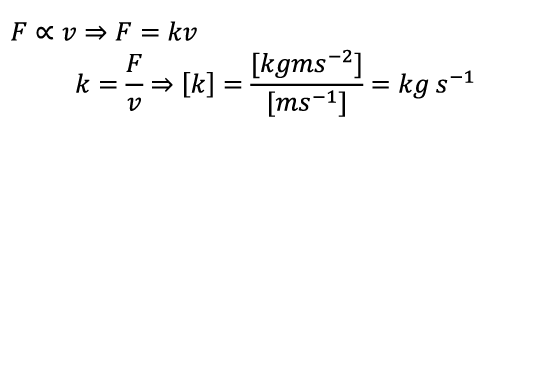 F ∝ v ⇒ F = kv
k = F/v ⇒ [k] = [kgms⁻²]/[ms⁻¹] = kg s⁻¹